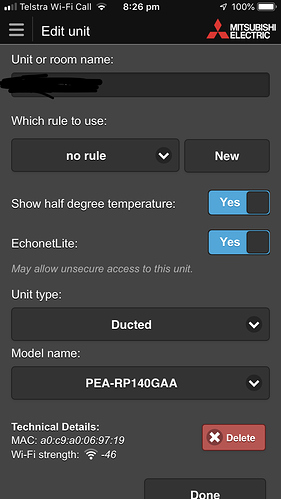 Telstra Wi-Fi Call 8:26 pm 100%
Edit unit
MITSUBISHI
ELECTRIC
Unit or room name:
Which rule to use:
no rule New
Show half degree temperature: Yes
EchonetLite: Yes
May allow unsecure access to this unit.
Unit type:
Ducted
Model name:
PEA-RP140GAA
Technical Details:
MAC: a0:c9:a0:06:97:19
Wi-Fi strength: -46
Delete
Done